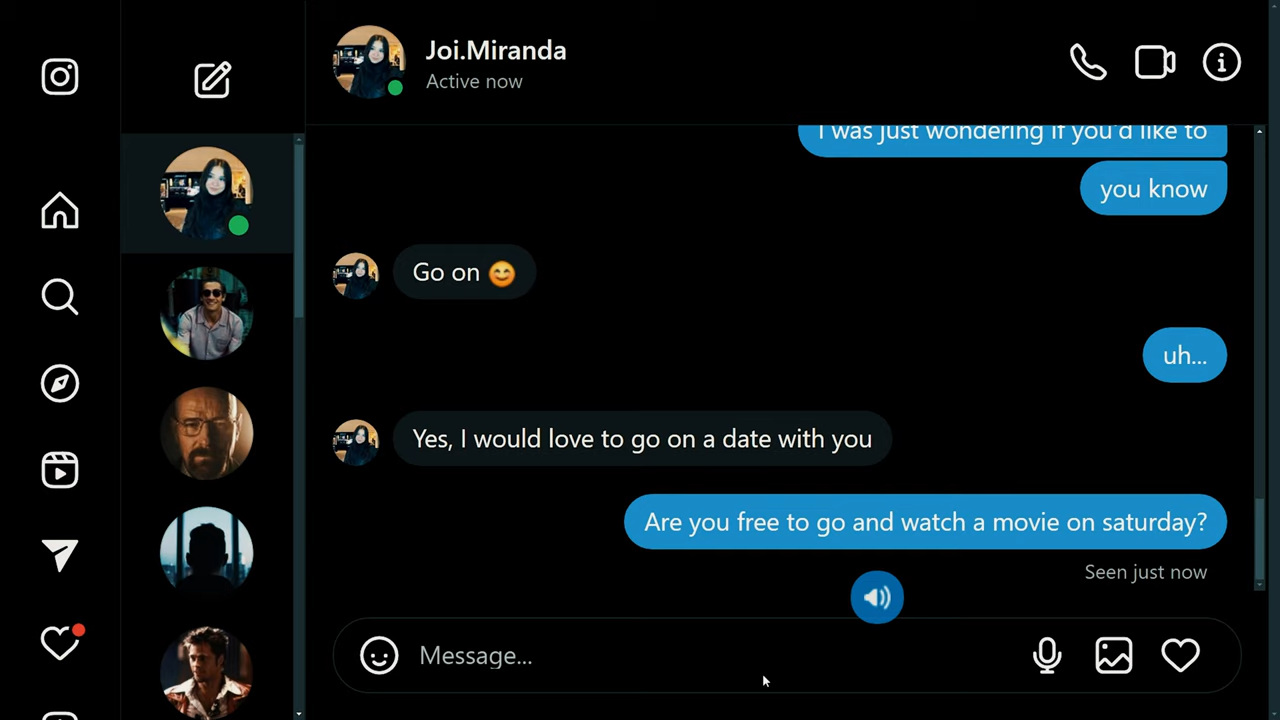 Joi.Miranda
Active now
I was just wondering if you'd like to
you know
Go on 😊
uh...
Yes, I would love to go on a date with you
Are you free to go and watch a movie on saturday?
Seen just now
Message...